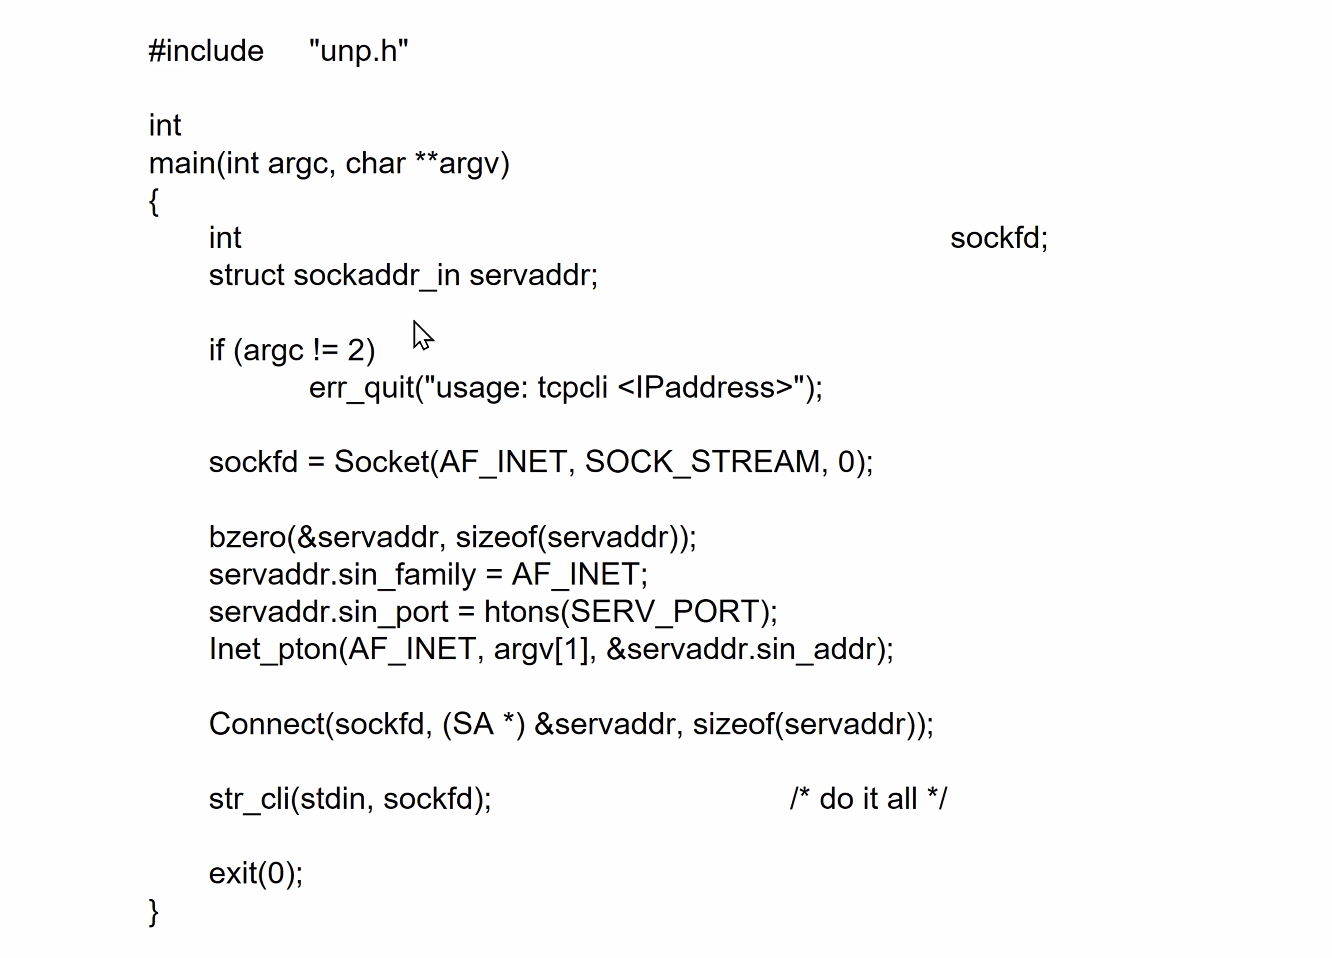 #include "unp.h"
int
main(int argc, char **argv)
{
int sockfd;
struct sockaddr_in servaddr;
if (argc != 2)
err_quit("usage: tcpcli <IPaddress>");
sockfd = Socket(AF_INET, SOCK_STREAM, 0);
bzero(&servaddr, sizeof(servaddr));
servaddr.sin_family = AF_INET;
servaddr.sin_port = htons(SERV_PORT);
Inet_pton(AF_INET, argv[1], &servaddr.sin_addr);
Connect(sockfd, (SA *) &servaddr, sizeof(servaddr));
str_cli(stdin, sockfd); /* do it all */
exit(0);
}